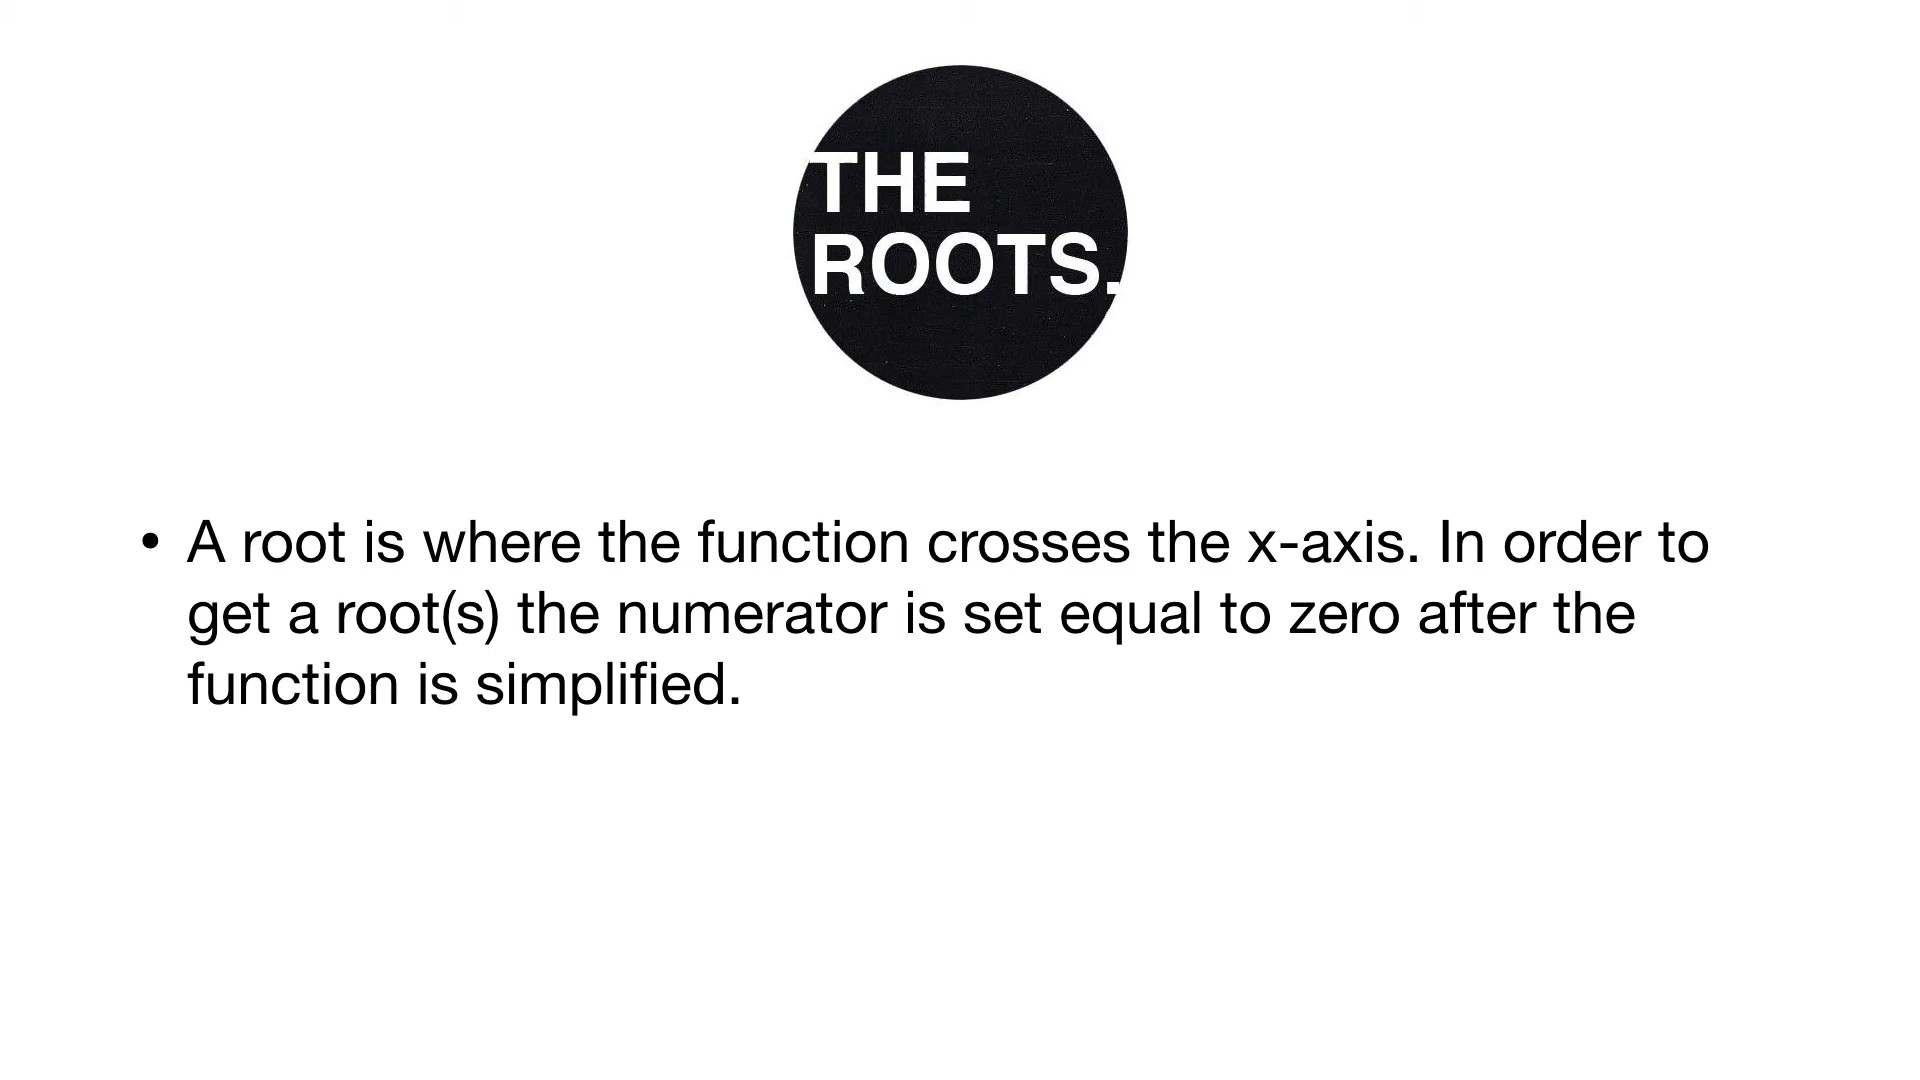 THE
ROOTS.
• A root is where the function crosses the x-axis. In order to
get a root(s) the numerator is set equal to zero after the
function is simplified.